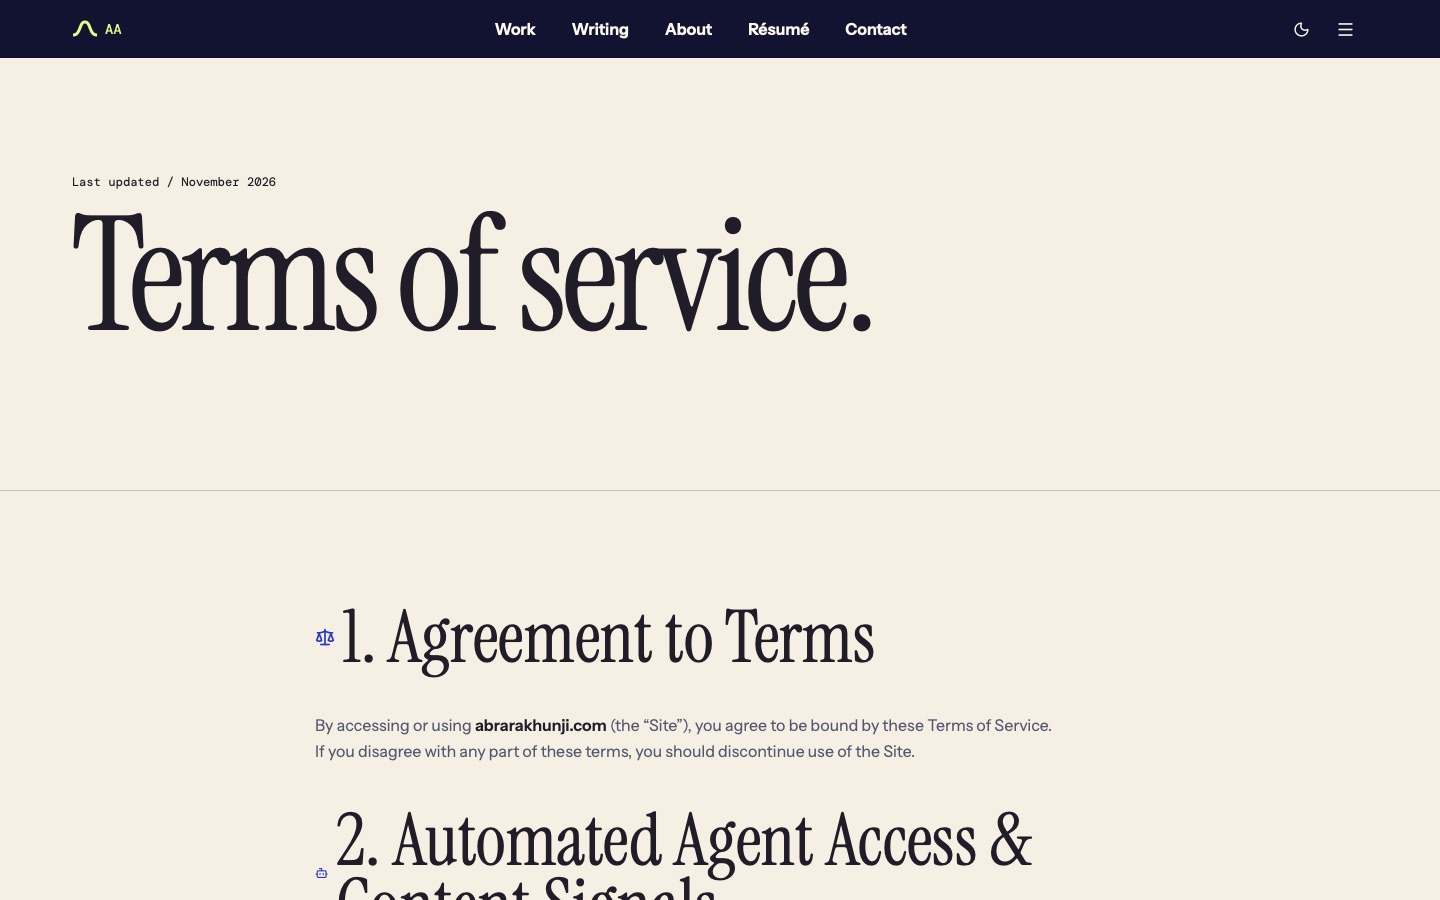 AA
Work
Writing
About
Résumé
Contact
Last updated / November 2026
Terms of service.
1. Agreement to Terms
By accessing or using abrarakhunji.com (the “Site”), you agree to be bound by these Terms of Service.
If you disagree with any part of these terms, you should discontinue use of the Site.
2. Automated Agent Access &
Content Signals